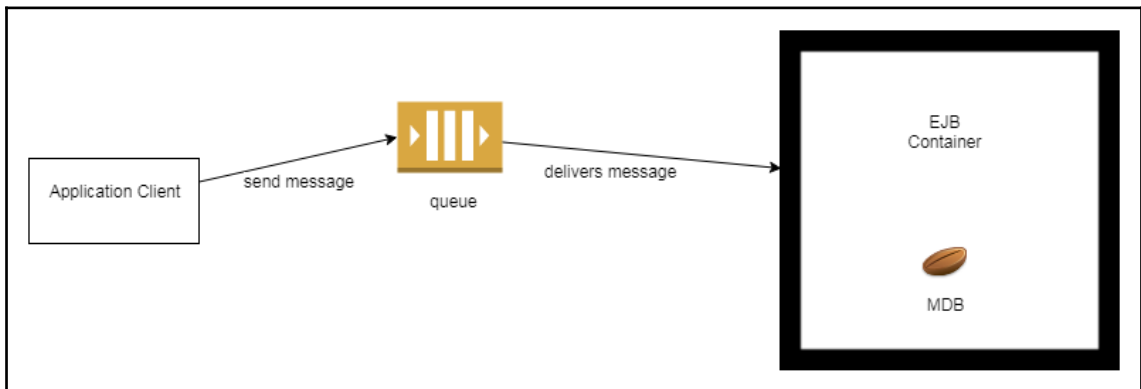 Application Client
send message
queue
delivers message
EJB
Container
MDB